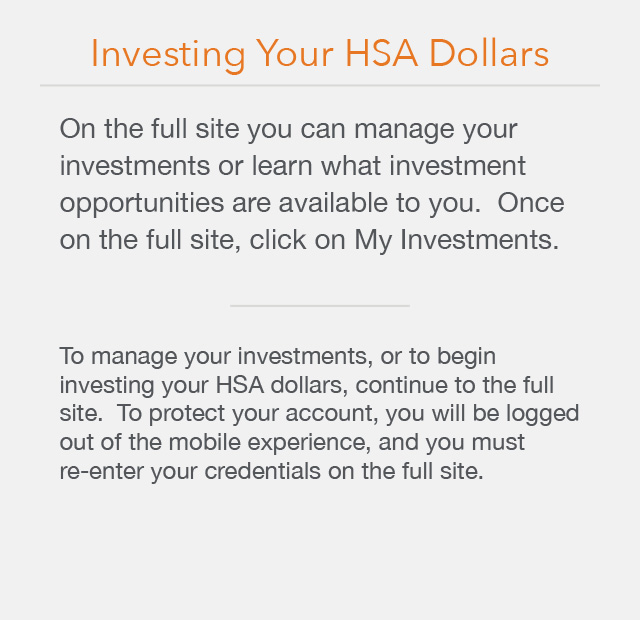 Investing Your HSA Dollars
On the full site you can manage your
investments or learn what investment
opportunities are available to you.  Once
on the full site, click on My Investments.
To manage your investments, or to begin
investing your HSA dollars, continue to the full
site.  To protect your account, you will be logged
out of the mobile experience, and you must
re-enter your credentials on the full site.